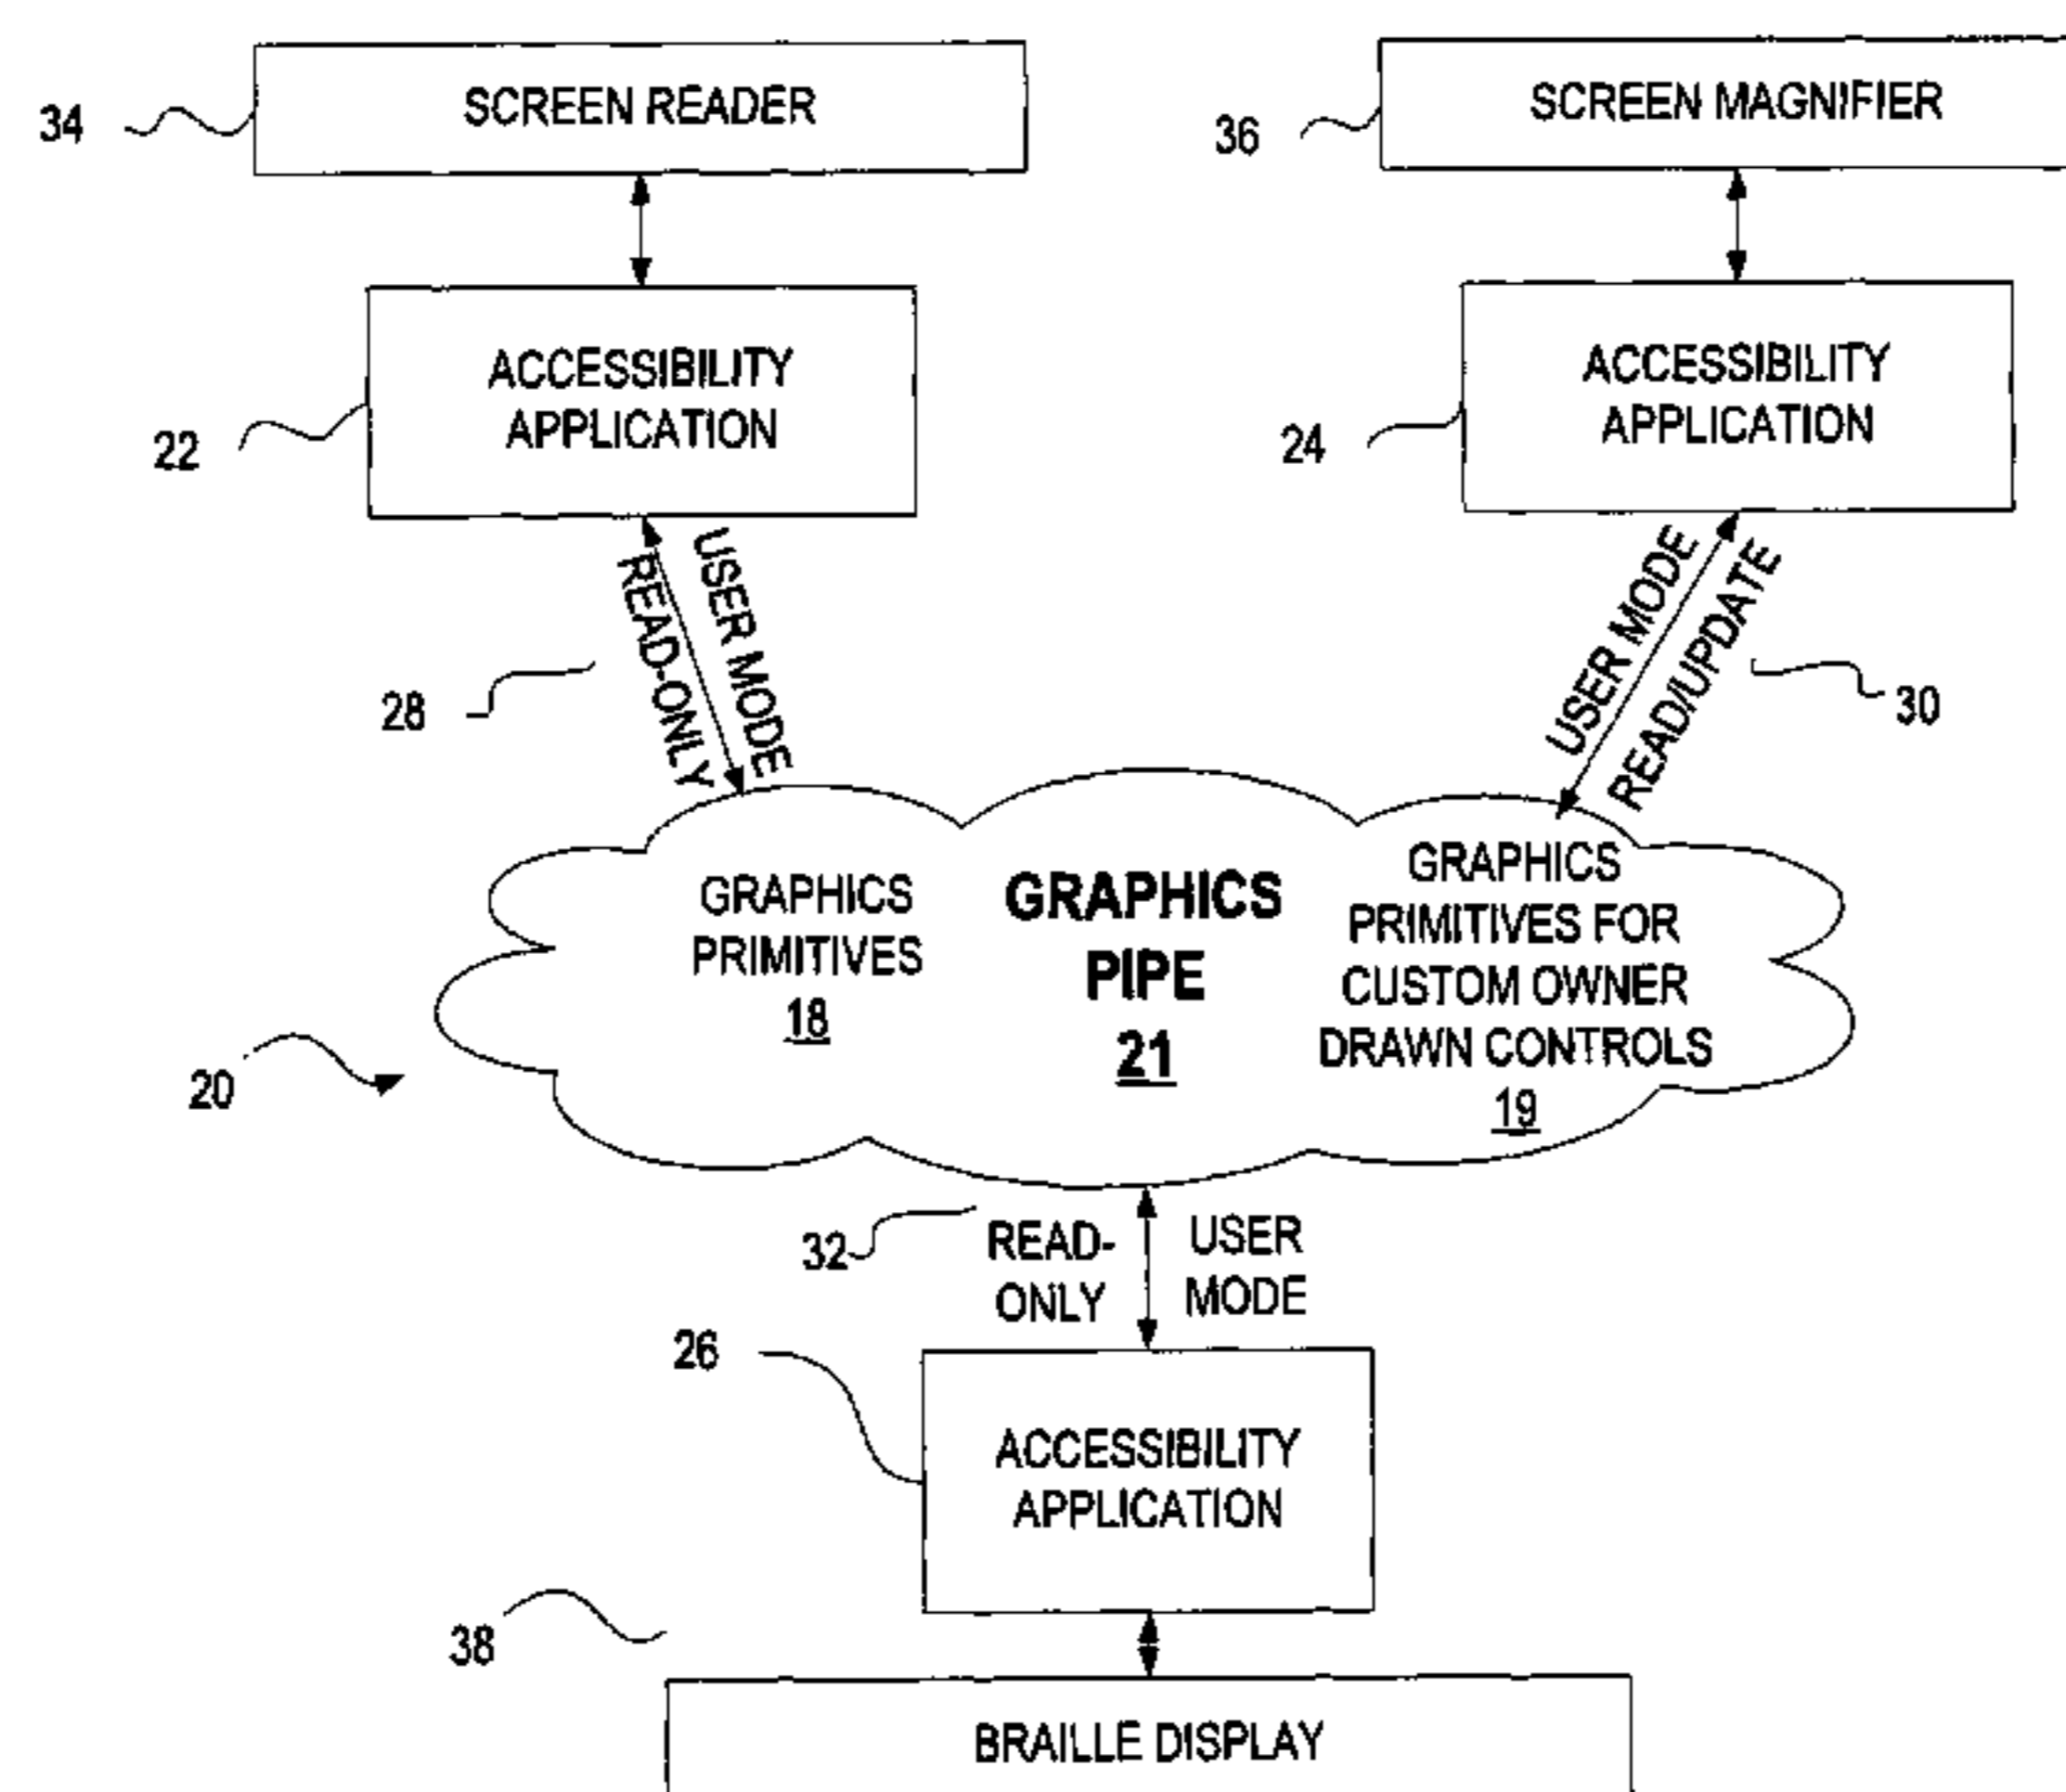 SCREEN READER
34
SCREEN MAGNIFIER
36
ACCESSIBILITY
APPLICATION
22
ACCESSIBILITY
APPLICATION
24
USER MODE
READ-ONLY
28
USER MODE
READ/UPDATE
30
GRAPHICS
PRIMITIVES
18
GRAPHICS
PIPE
21
GRAPHICS
PRIMITIVES FOR
CUSTOM OWNER
DRAWN CONTROLS
19
20
32
READ-
ONLY
USER
MODE
26
ACCESSIBILITY
APPLICATION
38
BRAILLE DISPLAY